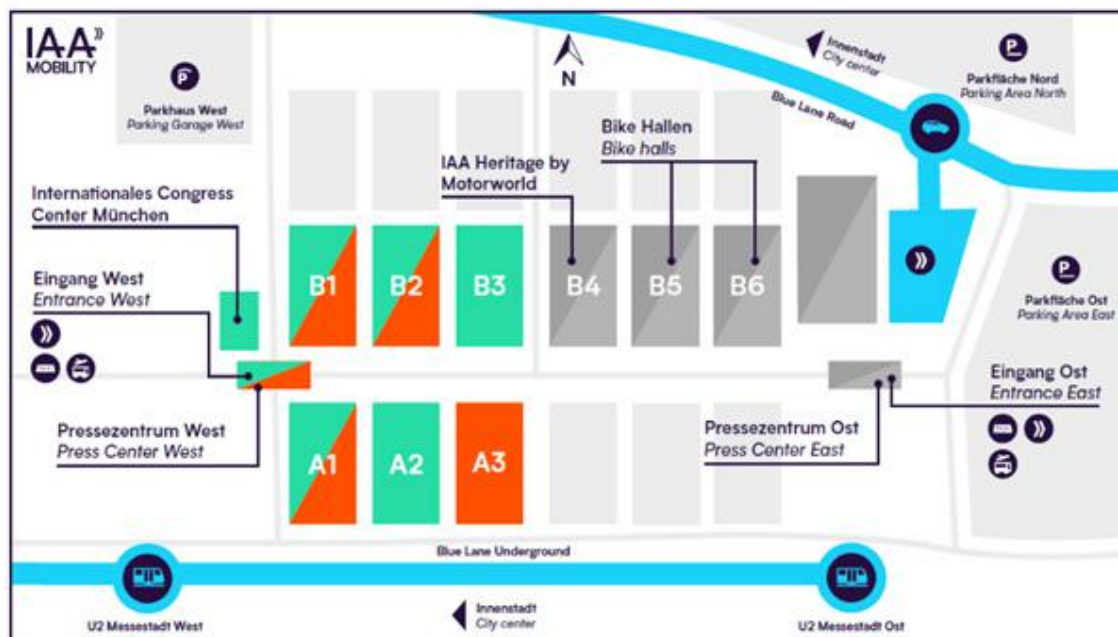 IAA
MOBILITY
Parkhaus West
Parking Garage West
N
Innenstadt
City center
Blue Lane Road
Parkfläche Nord
Parking Area North
Bike Hallen
Bike halls
IAA Heritage by
Motorworld
Internationales Congress
Center München
Eingang West
Entrance West
B1
B2
B3
B4
B5
B6
Parkfläche Ost
Parking Area East
Eingang Ost
Entrance East
Pressezentrum West
Press Center West
A1
A2
A3
Pressezentrum Ost
Press Center East
Blue Lane Underground
U2 Messestadt West
Innenstadt
City center
U2 Messestadt Ost